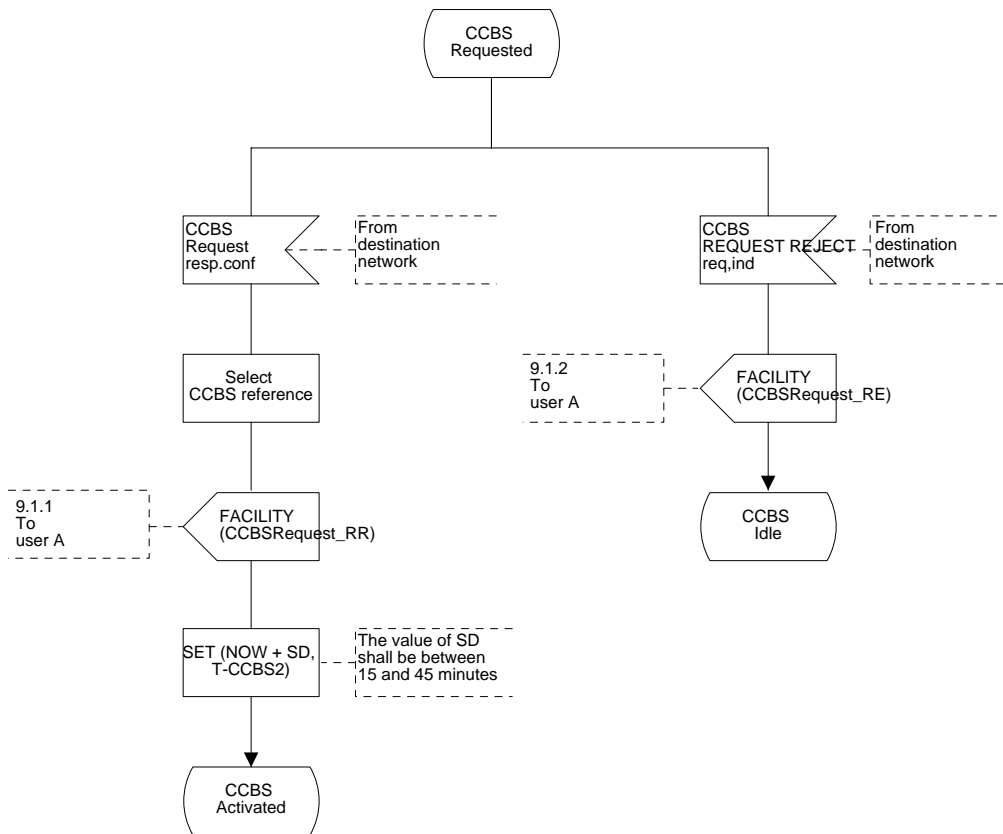 CCBS
Requested
CCBS
Request
resp.conf
From
destination
network
CCBS
REQUEST REJECT
req,ind
From
destination
network
Select
CCBS reference
9.1.2
To
user A
FACILITY
(CCBSRequest_RE)
9.1.1
To
user A
FACILITY
(CCBSRequest_RR)
CCBS
Idle
SET (NOW + SD,
T-CCBS2)
The value of SD
shall be between
15 and 45 minutes
CCBS
Activated